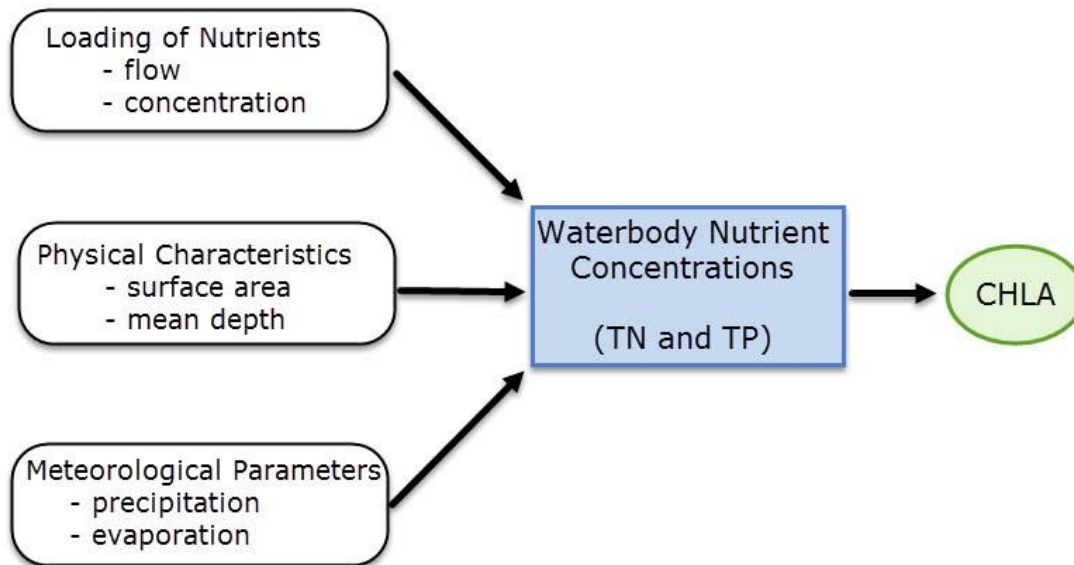 Loading of Nutrients
- flow
- concentration
Physical Characteristics
- surface area
- mean depth
Meteorological Parameters
- precipitation
- evaporation
Waterbody Nutrient
Concentrations
(TN and TP)
CHLA